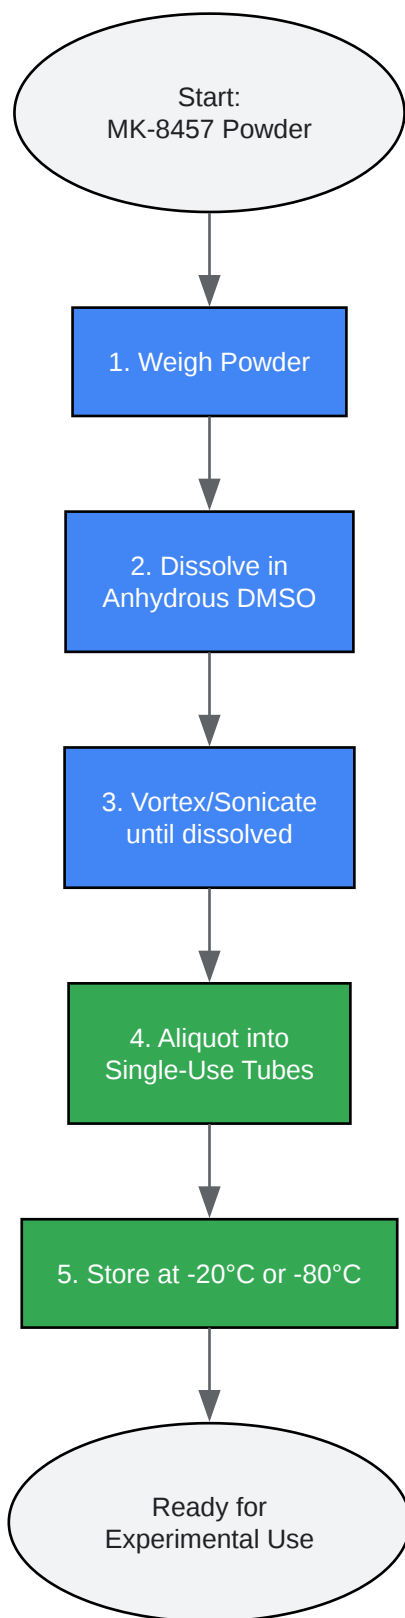 Start:
MK-8457 Powder
1. Weigh Powder
2. Dissolve in
Anhydrous DMSO
3. Vortex/Sonicate
until dissolved
4. Aliquot into
Single-Use Tubes
5. Store at -20°C or -80°C
Ready for
Experimental Use